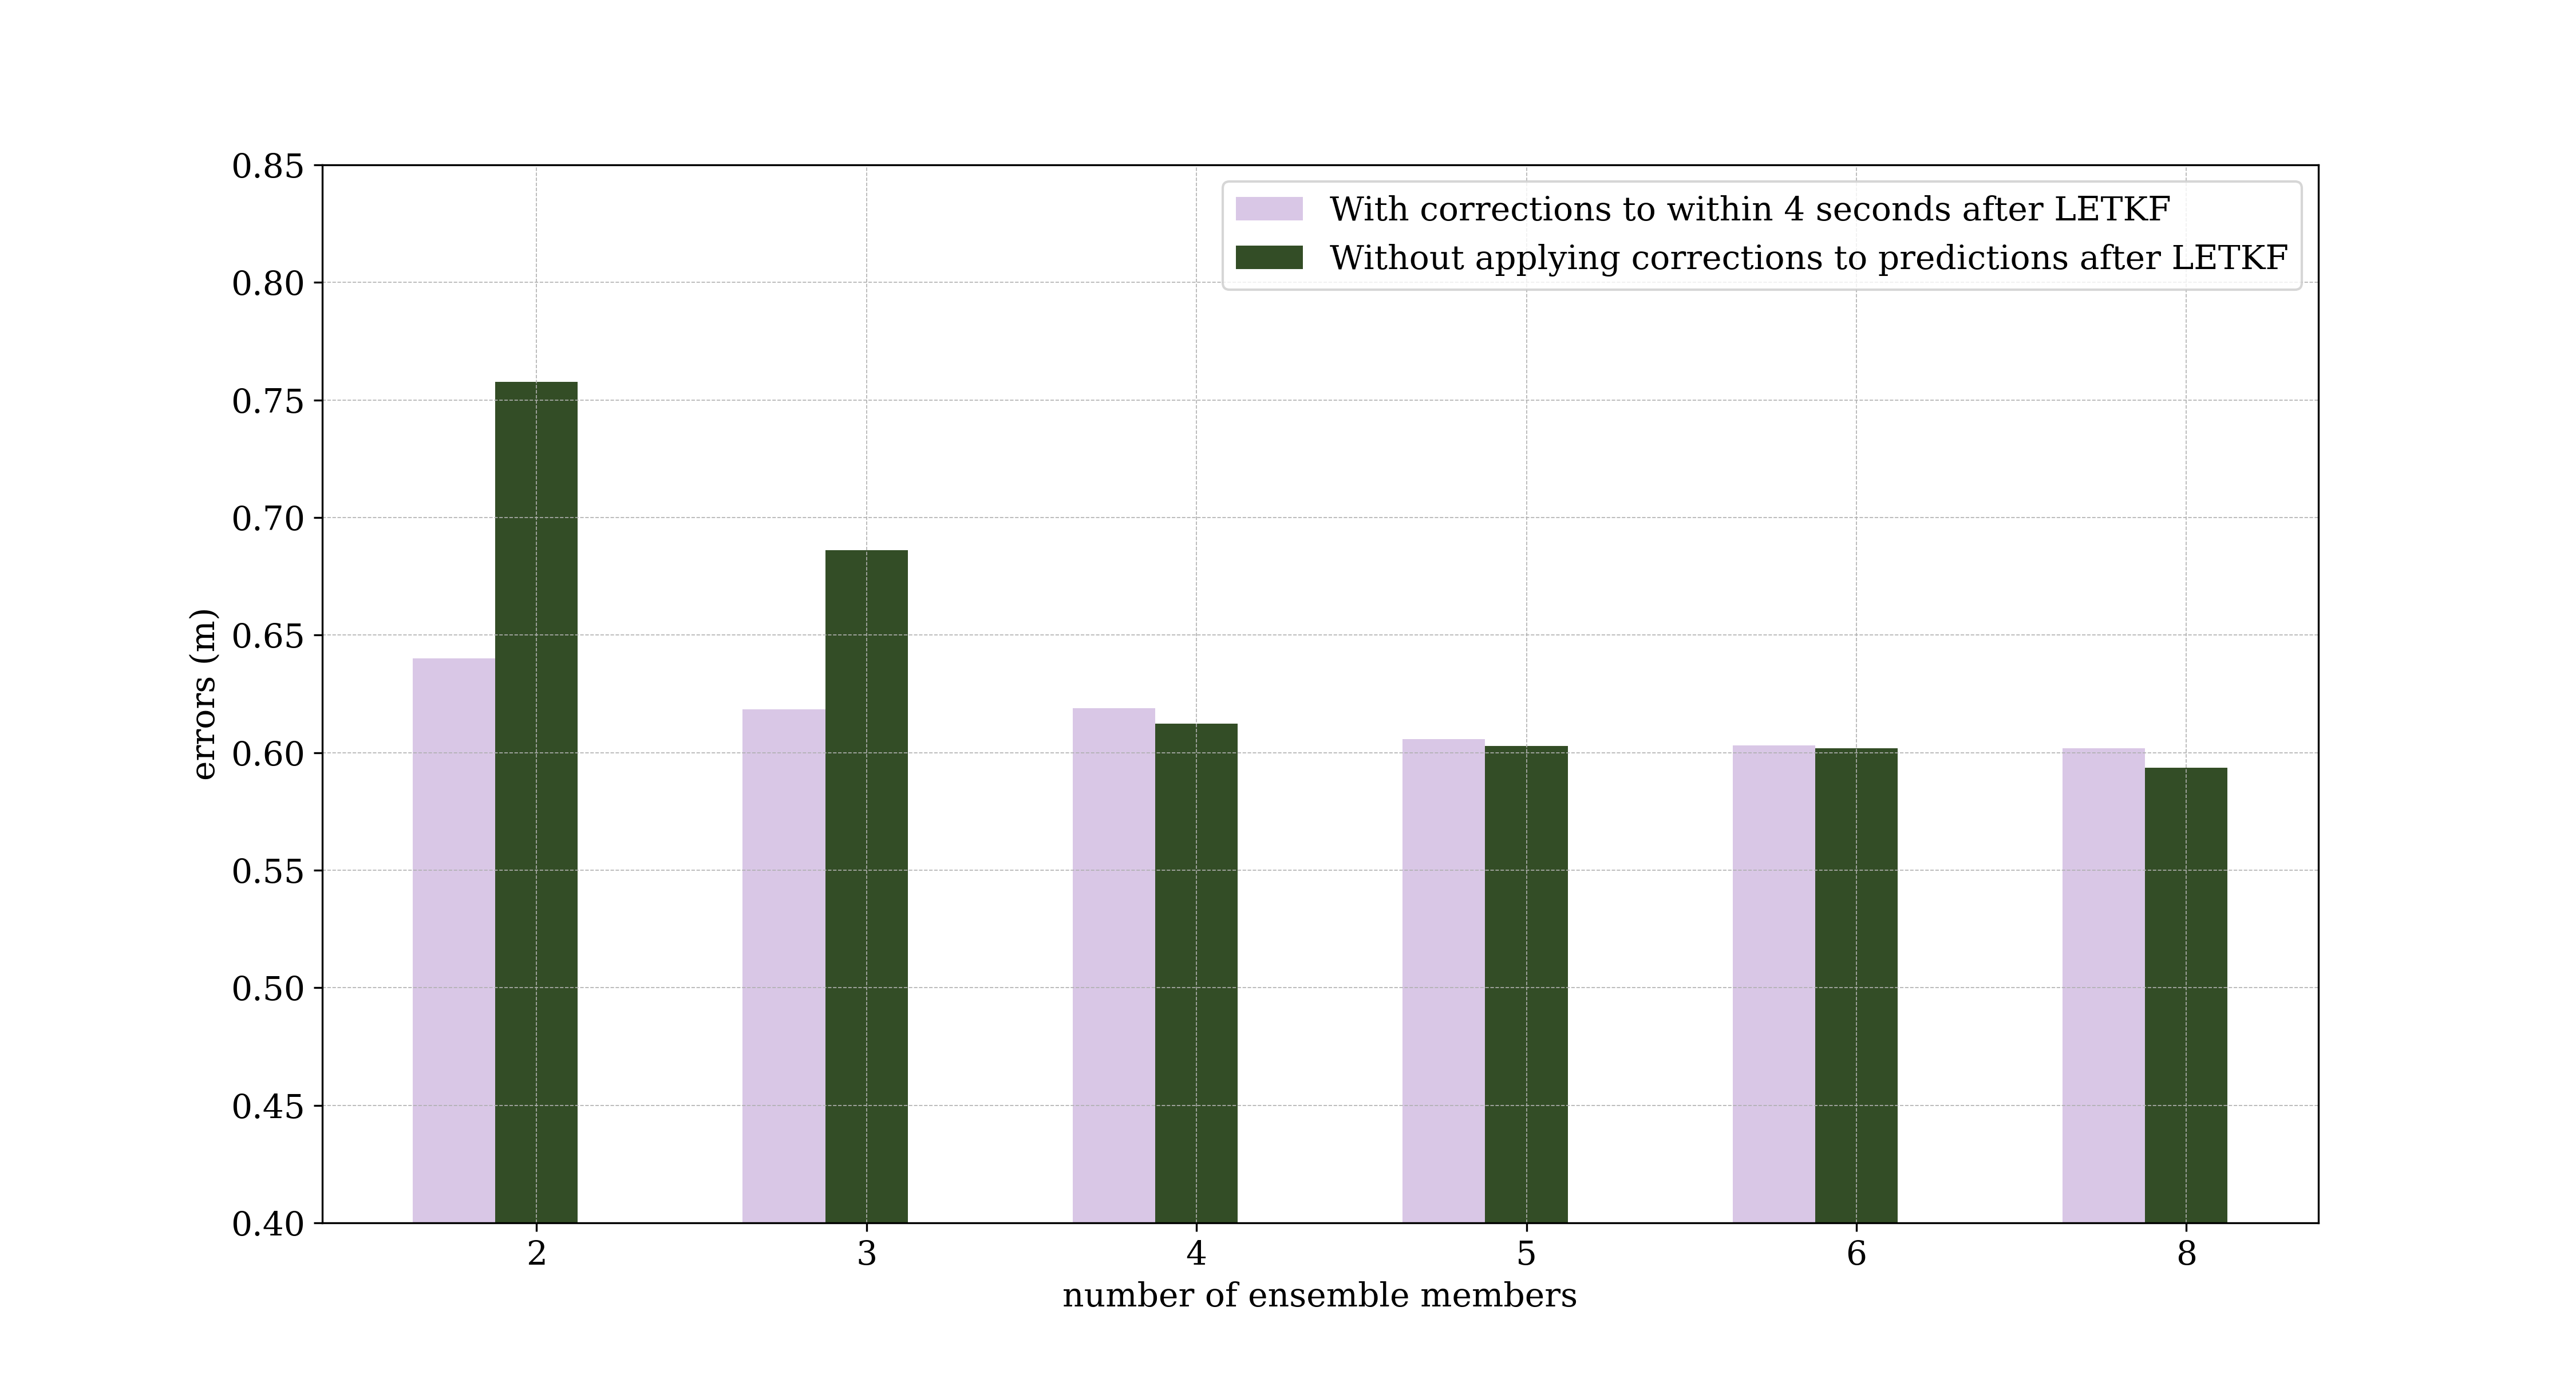 With corrections to within 4 seconds after LETKF
Without applying corrections to predictions after LETKF
errors (m)
0.85
0.80
0.75
0.70
0.65
0.60
0.55
0.50
0.45
0.40
2 3 4 5 6 8
number of ensemble members